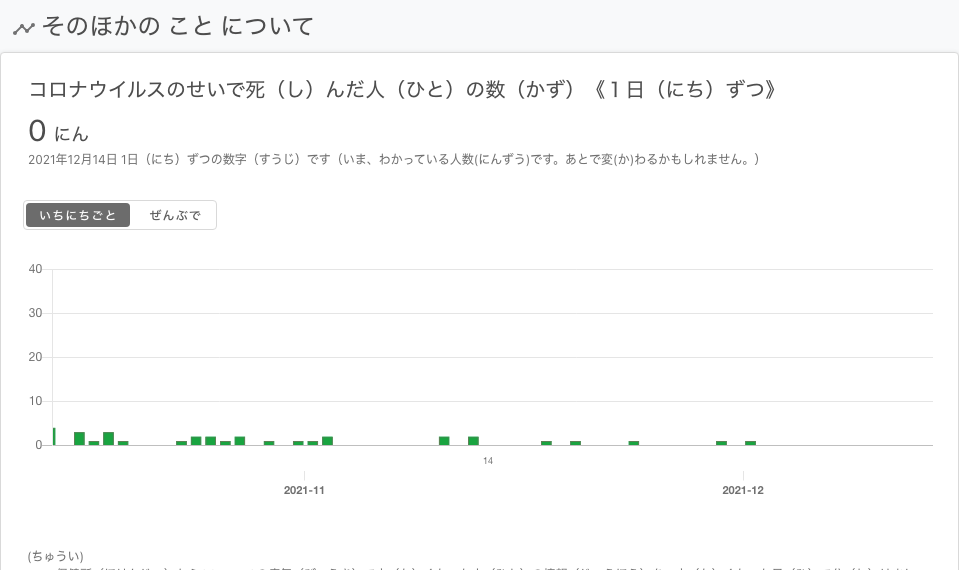 そのほかの こと について
コロナウイルスのせいで死（し）んだ人（ひと）の数（かず）《１日（にち）ずつ》
0 にん
2021年12月14日 1日（にち）ずつの数字（すうじ）です（いま、わかっている人数(にんずう)です。あとで変(か)わるかもしれません。）
いちにちごと ぜんぶで
40
30
20
10
0
14
2021-11 2021-12
(ちゅうい)